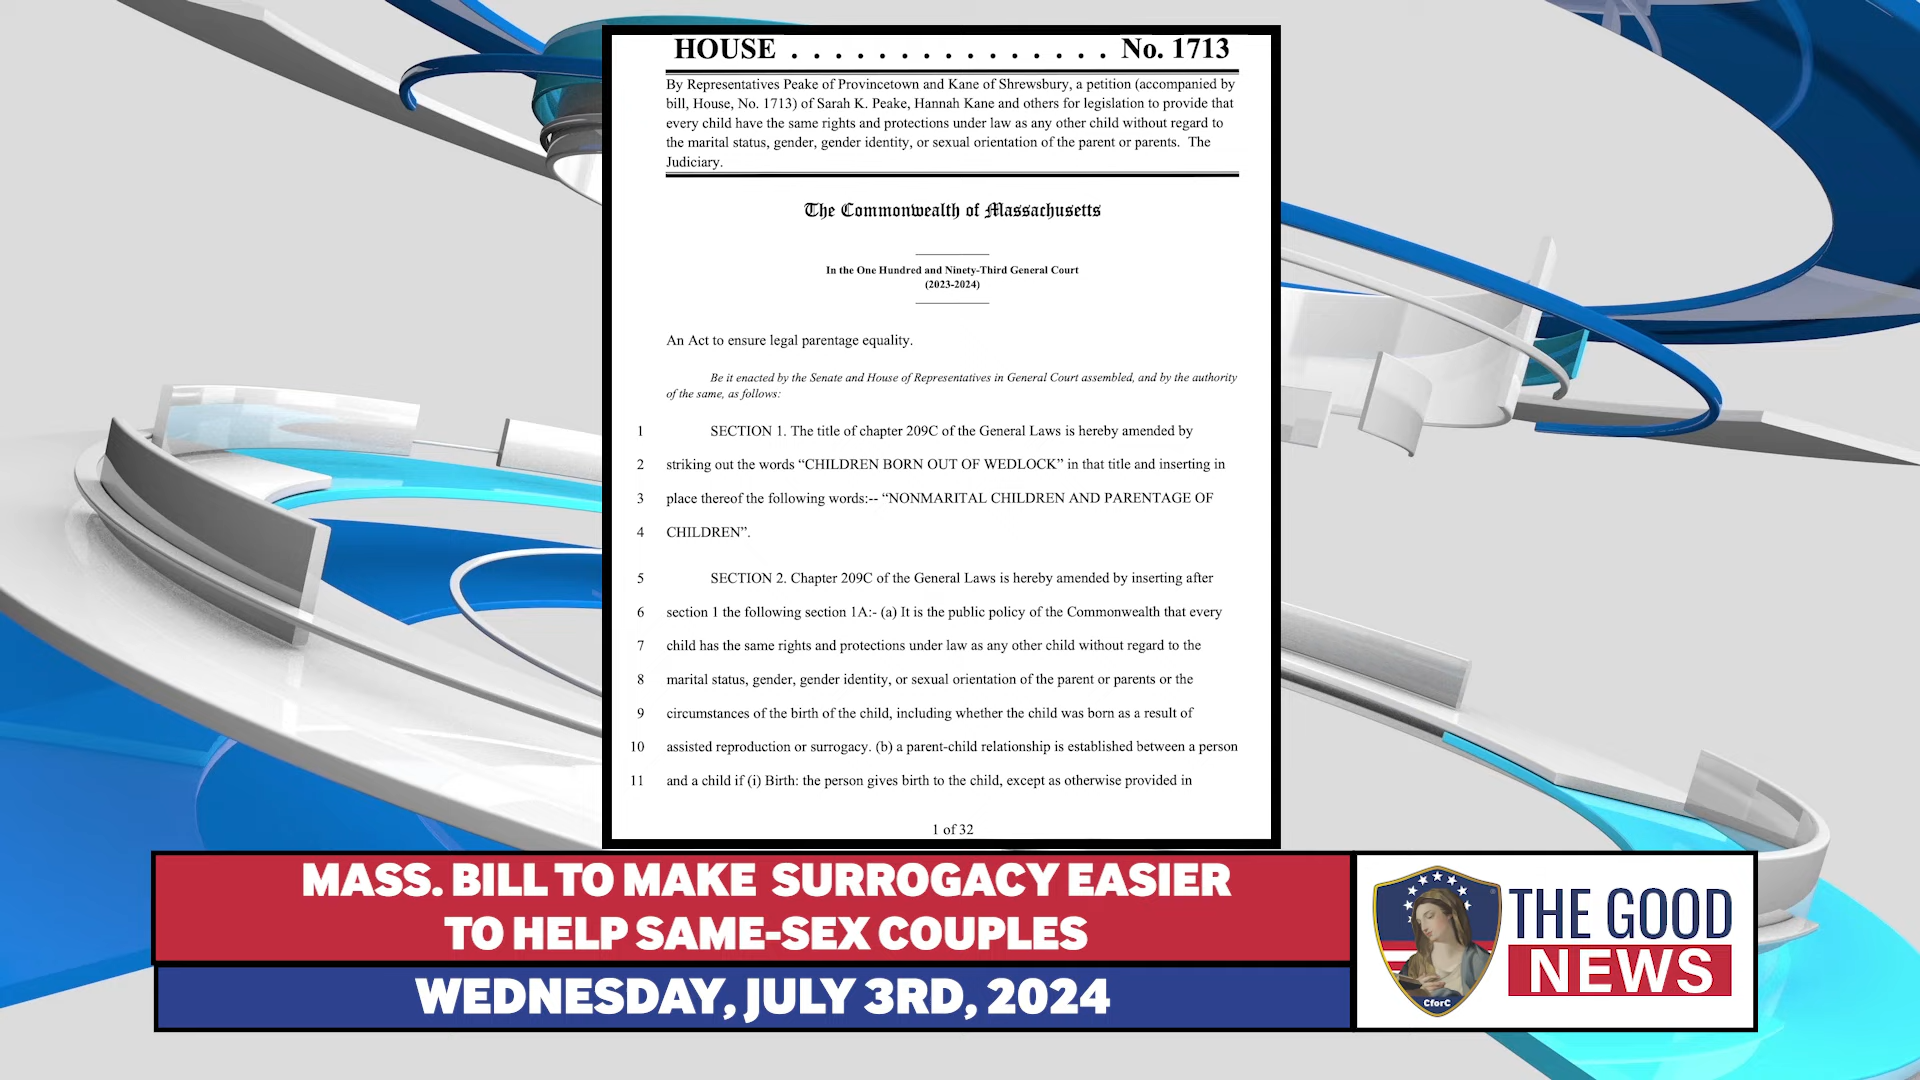 HOUSE . . . . . . . . . . . . . . . No. 1713
By Representatives Peake of Provincetown and Kane of Shrewsbury, a petition (accompanied by
bill, House, No. 1713) of Sarah K. Peake, Hannah Kane and others for legislation to provide that
every child have the same rights and protections under law as any other child without regard to
the marital status, gender, gender identity, or sexual orientation of the parent or parents. The
Judiciary.
The Commonwealth of Massachusetts
In the One Hundred and Ninety-Third General Court
(2023-2024)
An Act to ensure legal parentage equality.
Be it enacted by the Senate and House of Representatives in General Court assembled, and by the authority
of the same, as follows:
1 SECTION 1. The title of chapter 209C of the General Laws is hereby amended by
2 striking out the words “CHILDREN BORN OUT OF WEDLOCK” in that title and inserting in
3 place thereof the following words:-- “NONMARITAL CHILDREN AND PARENTAGE OF
4 CHILDREN”.
5 SECTION 2. Chapter 209C of the General Laws is hereby amended by inserting after
6 section 1 the following section 1A:- (a) It is the public policy of the Commonwealth that every
7 child has the same rights and protections under law as any other child without regard to the
8 marital status, gender, gender identity, or sexual orientation of the parent or parents or the
9 circumstances of the birth of the child, including whether the child was born as a result of
10 assisted reproduction or surrogacy. (b) a parent-child relationship is established between a person
11 and a child if (i) Birth: the person gives birth to the child, except as otherwise provided in
1 of 32
MASS. BILL TO MAKE SURROGACY EASIER
TO HELP SAME-SEX COUPLES
WEDNESDAY, JULY 3RD, 2024
THE GOOD
NEWS
CforC